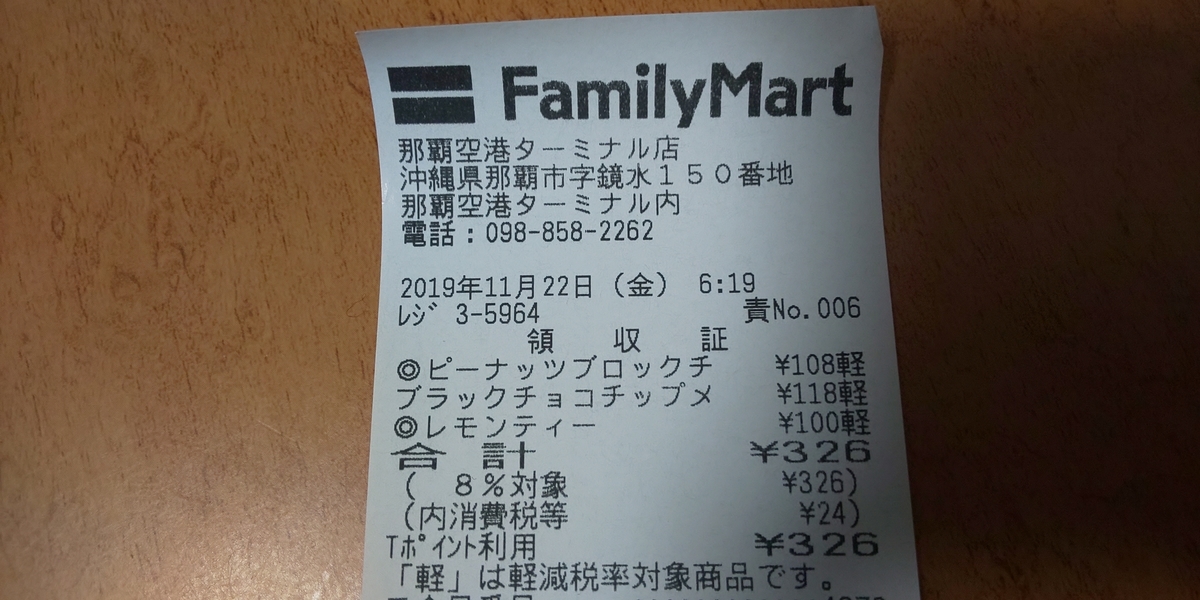 FamilyMart
那覇空港ターミナル店
沖縄県那覇市字鏡水150番地
那覇空港ターミナル内
電話:098-858-2262
2019年11月22日(金) 6:19
レジ 3-5964 責No.006
領 収 証
◎ピーナッツブロックチ ¥108軽
ブラックチョコチップメ ¥118軽
◎レモンティー ¥100軽
合 計 ¥326
( 8%対象 ¥326)
(内消費税等 ¥24)
Tポイント利用 ¥326
「軽」は軽減税率対象商品です。